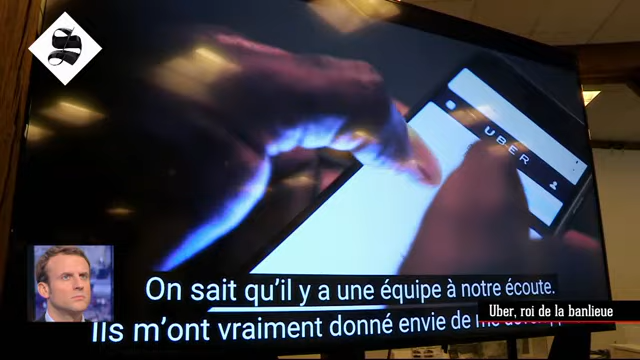 UBER
On sait qu'il y a une équipe à notre écoute.
Uber, roi de la banlieue
Ils m'ont vraiment donné envie de